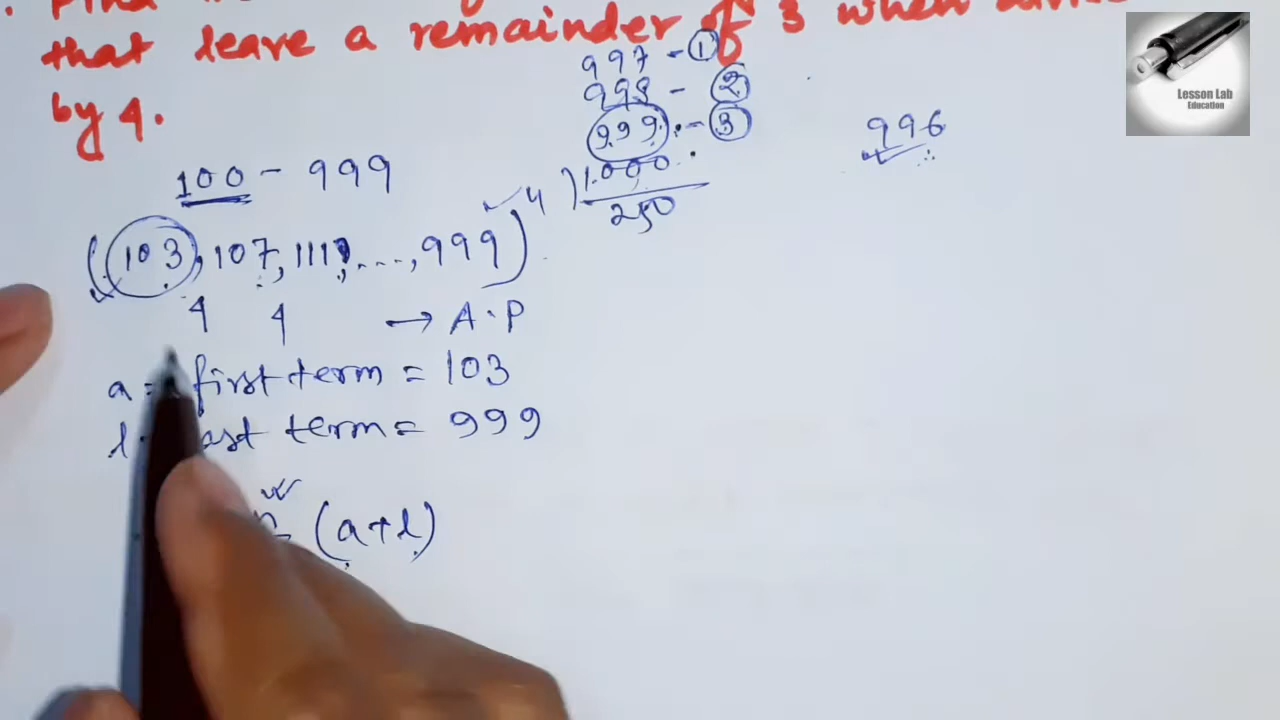 that leave a remainder of 3 when
by 4.
997 - 1
998 - 2
999 - 3
996
100 - 999
4 ) 1000
250
(103, 107, 111, ...., 999)
4 4 → A.P
a = first term = 103
l last term = 999
n (a+l)
Lesson Lab
Education